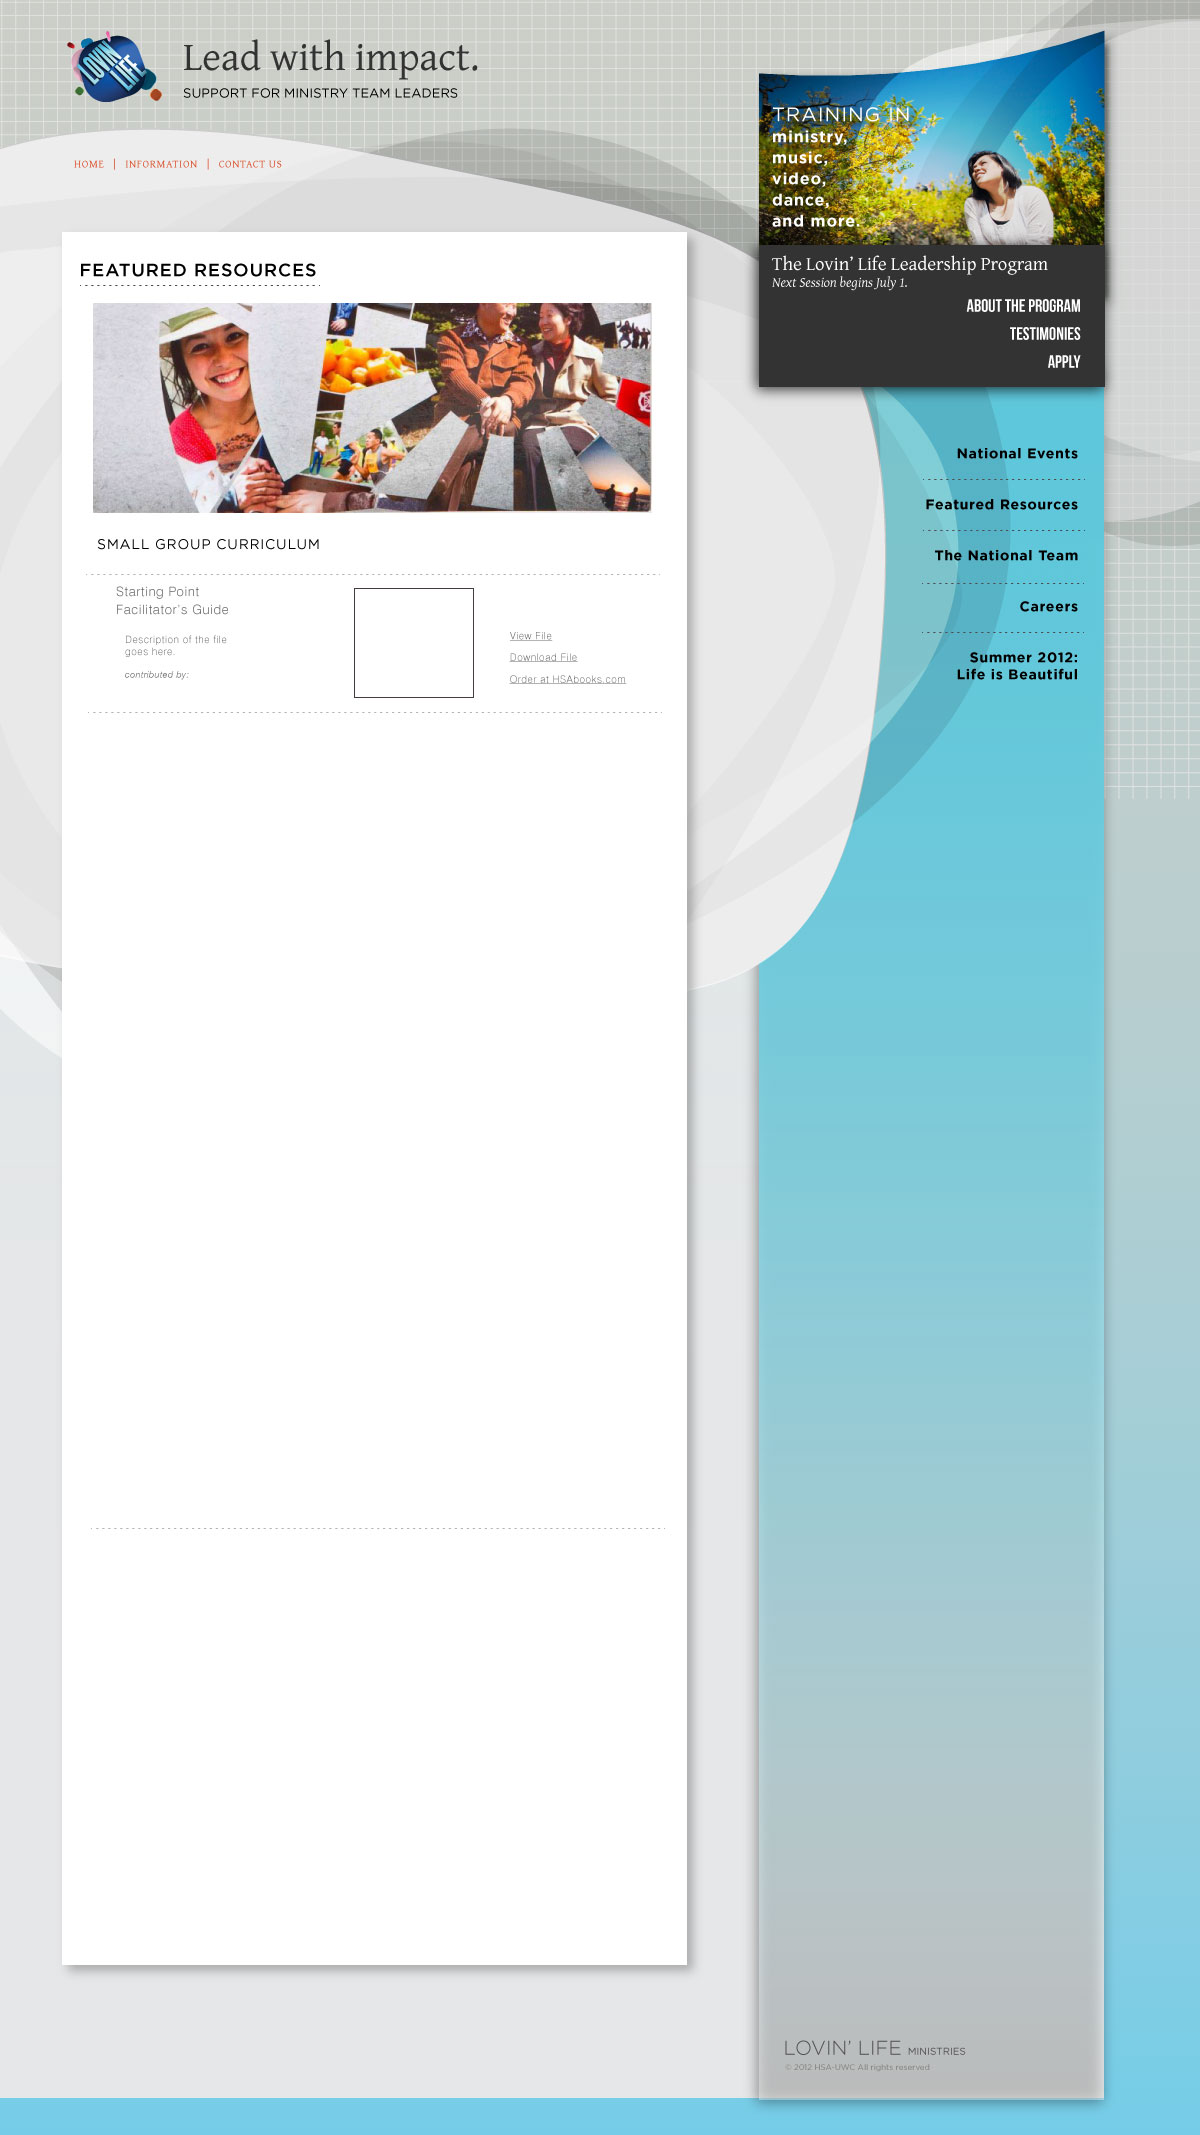 LOVIN
LIFE
Lead with impact.
SUPPORT FOR MINISTRY TEAM LEADERS
HOME | INFORMATION | CONTACT US
TRAINING IN
ministry,
music,
video,
dance,
and more.
The Lovin' Life Leadership Program
Next Session begins July 1.
ABOUT THE PROGRAM
TESTIMONIES
APPLY
FEATURED RESOURCES
SMALL GROUP CURRICULUM
Starting Point
Facilitator's Guide
Description of the file
goes here.
contributed by:
View File
Download File
Order at HSAbooks.com
National Events
Featured Resources
The National Team
Careers
Summer 2012:
Life is Beautiful
LOVIN' LIFE MINISTRIES
© 2012 HSA-UWC All rights reserved